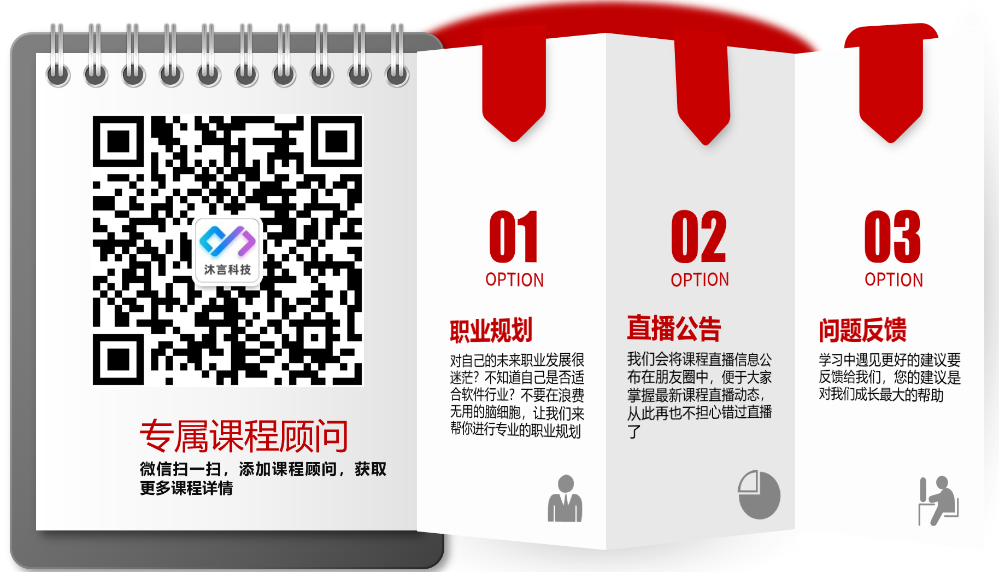 沐言科技
专属课程顾问
微信扫一扫，添加课程顾问，获取
更多课程详情
01
OPTION
职业规划
对自己的未来职业发展很
迷茫？不知道自己是否适
合软件行业？不要在浪费
无用的脑细胞，让我们来
帮你进行专业的职业规划
02
OPTION
直播公告
我们会将课程直播信息公
布在朋友圈中，便于大家
掌握最新课程直播动态，
从此再也不担心错过直播
了
03
OPTION
问题反馈
学习中遇见更好的建议要
反馈给我们，您的建议是
对我们成长最大的帮助